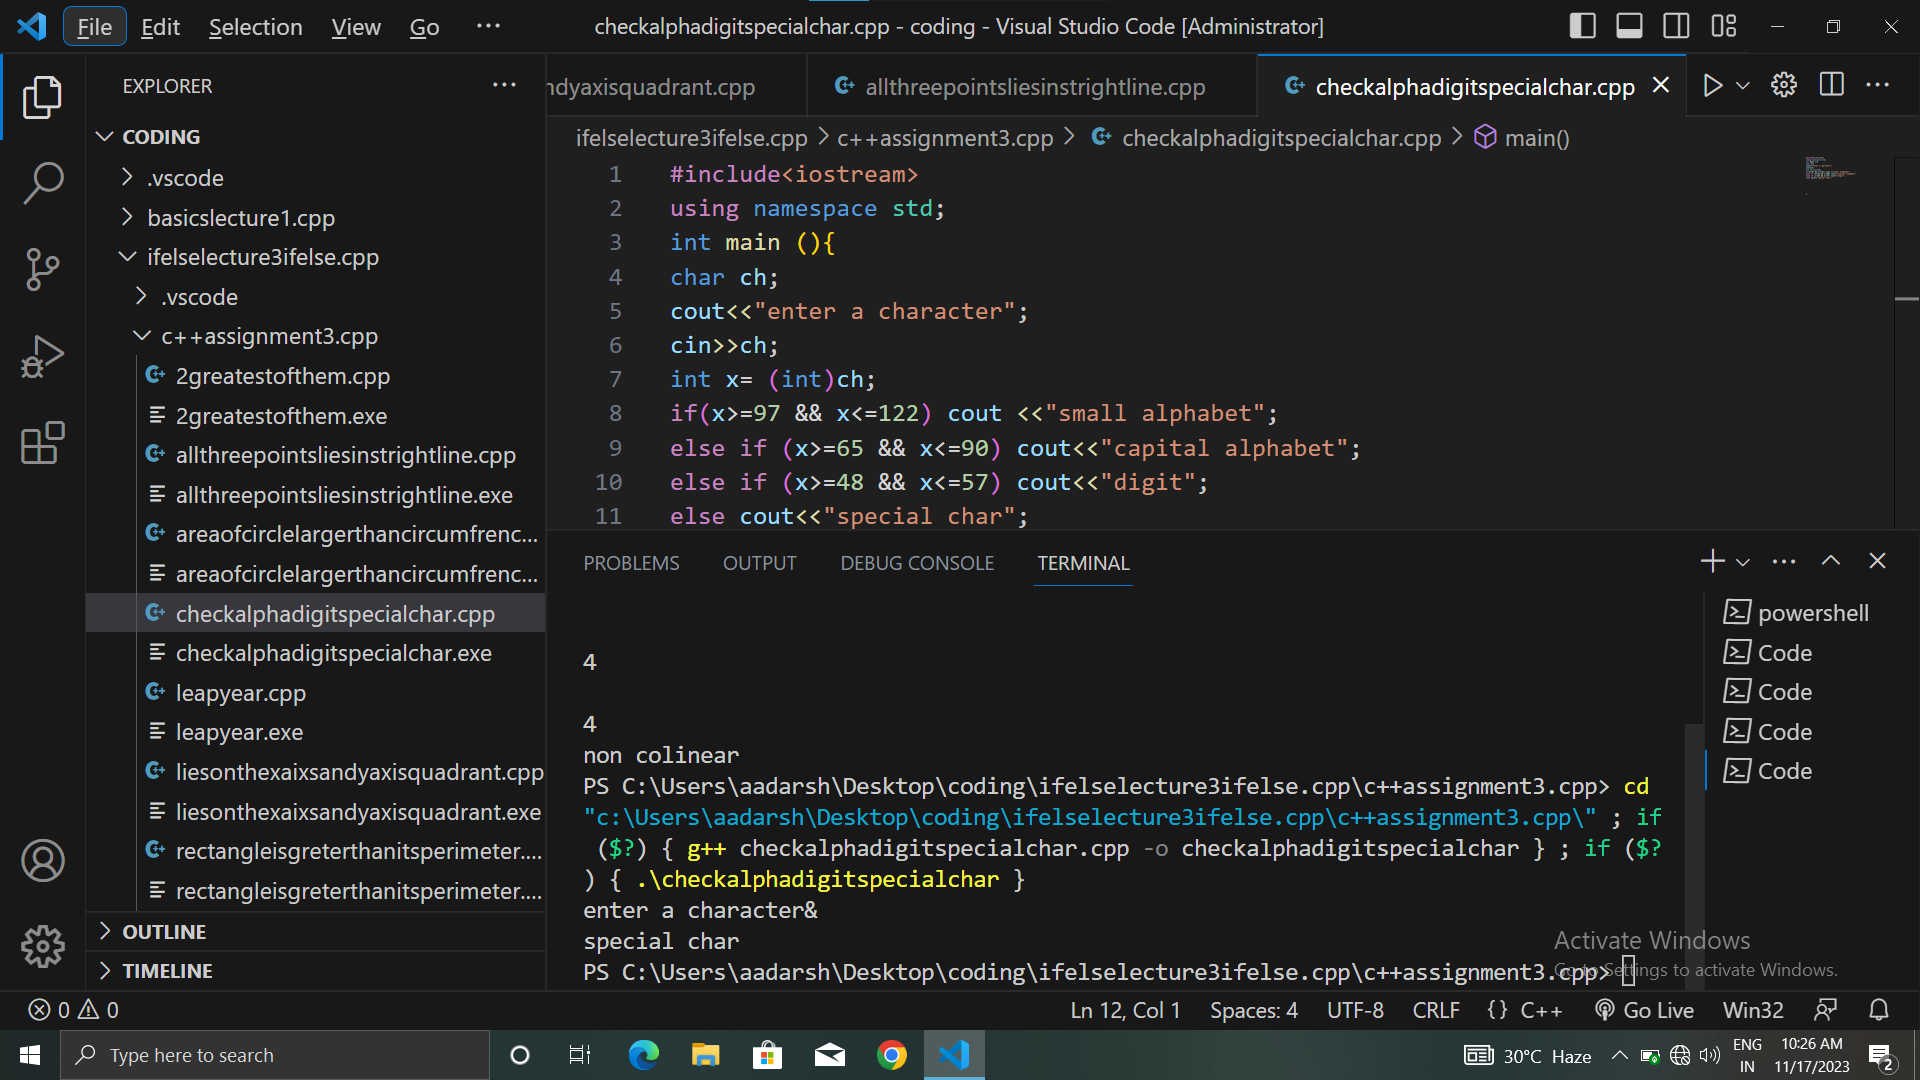 File Edit Selection View Go ··· checkalphadigitspecialchar.cpp - coding - Visual Studio Code [Administrator]
EXPLORER ···
CODING
.vscode
basicslecture1.cpp
ifelselecture3ifelse.cpp
.vscode
c++assignment3.cpp
2greatestofthem.cpp
2greatestofthem.exe
allthreepointsliesinstrightline.cpp
allthreepointsliesinstrightline.exe
areaofcirclelargerthancircumfrenc...
areaofcirclelargerthancircumfrenc...
checkalphadigitspecialchar.cpp
checkalphadigitspecialchar.exe
leapyear.cpp
leapyear.exe
liesonthexaixsandyaxisquadrant.cpp
liesonthexaixsandyaxisquadrant.exe
rectangleisgreterthanitsperimeter....
rectangleisgreterthanitsperimeter....
OUTLINE
TIMELINE
ndyaxisquadrant.cpp allthreepointsliesinstrightline.cpp checkalphadigitspecialchar.cpp
ifelselecture3ifelse.cpp > c++assignment3.cpp > checkalphadigitspecialchar.cpp > main()
1 #include<iostream>
2 using namespace std;
3 int main (){
4 char ch;
5 cout<<"enter a character";
6 cin>>ch;
7 int x= (int)ch;
8 if(x>=97 && x<=122) cout <<"small alphabet";
9 else if (x>=65 && x<=90) cout<<"capital alphabet";
10 else if (x>=48 && x<=57) cout<<"digit";
11 else cout<<"special char";
PROBLEMS OUTPUT DEBUG CONSOLE TERMINAL
4
4
non colinear
PS C:\Users\aadarsh\Desktop\coding\ifelselecture3ifelse.cpp\c++assignment3.cpp> cd
"c:\Users\aadarsh\Desktop\coding\ifelselecture3ifelse.cpp\c++assignment3.cpp\" ; if
($?) { g++ checkalphadigitspecialchar.cpp -o checkalphadigitspecialchar } ; if ($?
) { .\checkalphadigitspecialchar }
enter a character&
special char
PS C:\Users\aadarsh\Desktop\coding\ifelselecture3ifelse.cpp\c++assignment3.cpp>
powershell
Code
Code
Code
Code
Activate Windows
Go to Settings to activate Windows.
0 0 Ln 12, Col 1 Spaces: 4 UTF-8 CRLF {} C++ Go Live Win32
Type here to search
30°C Haze
ENG
IN
10:26 AM
11/17/2023
2